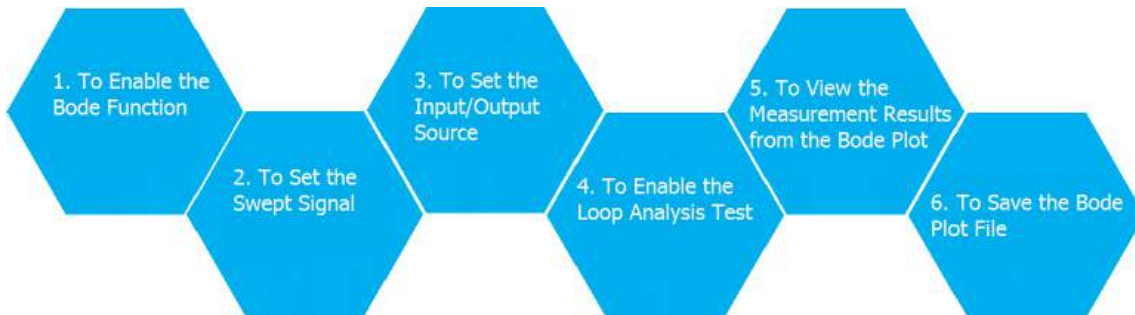 1. To Enable the
Bode Function
2. To Set the
Swept Signal
3. To Set the
Input/Output
Source
4. To Enable the
Loop Analysis Test
5. To View the
Measurement Results
from the Bode Plot
6. To Save the Bode
Plot File